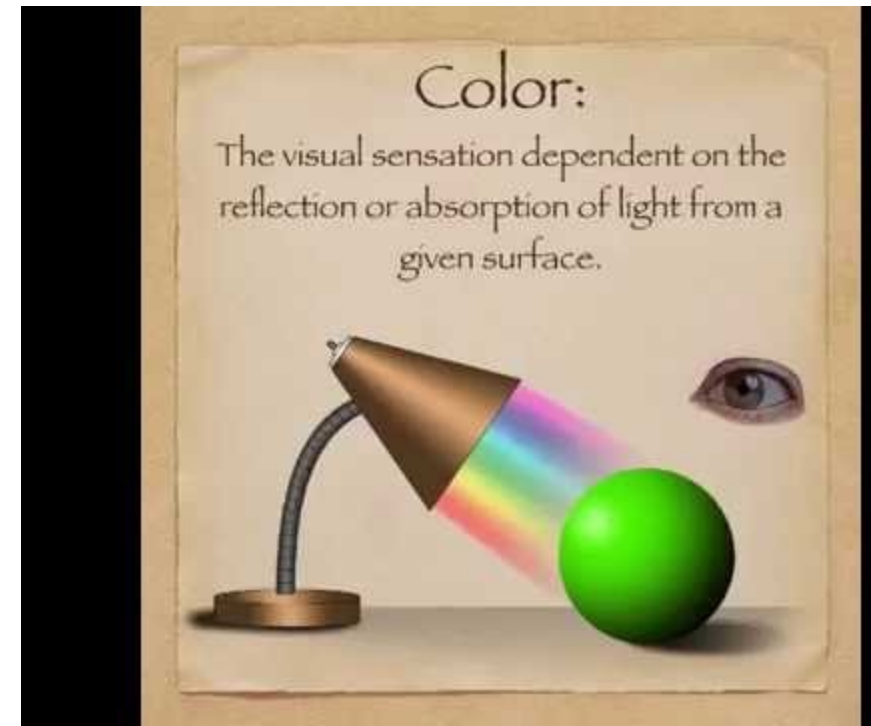 Color:
The visual sensation dependent on the
reflection or absorption of light from a
given surface.